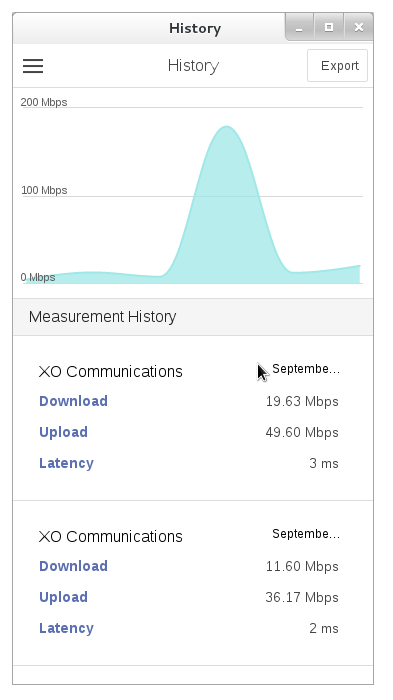 History
History
Export
200 Mbps
100 Mbps
0 Mbps
Measurement History
XO Communications Septembe...
Download 19.63 Mbps
Upload 49.60 Mbps
Latency 3 ms
XO Communications Septembe...
Download 11.60 Mbps
Upload 36.17 Mbps
Latency 2 ms